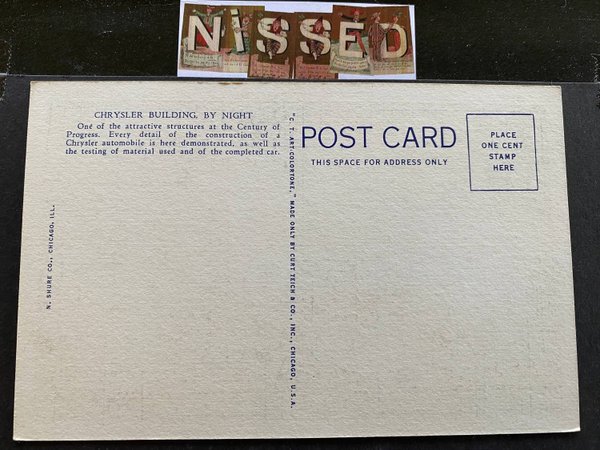 NiSSED
CHRYSLER BUILDING, BY NIGHT
One of the attractive structures at the Century of
Progress. Every detail of the construction of a
Chrysler automobile is here demonstrated, as well as
the testing of material used and of the completed car.
N. SHURE CO., CHICAGO, ILL.
"C. T. ART-COLORTONE," MADE ONLY BY CURT TEICH & CO., INC., CHICAGO, U.S.A.
POST CARD
THIS SPACE FOR ADDRESS ONLY
PLACE
ONE CENT
STAMP
HERE